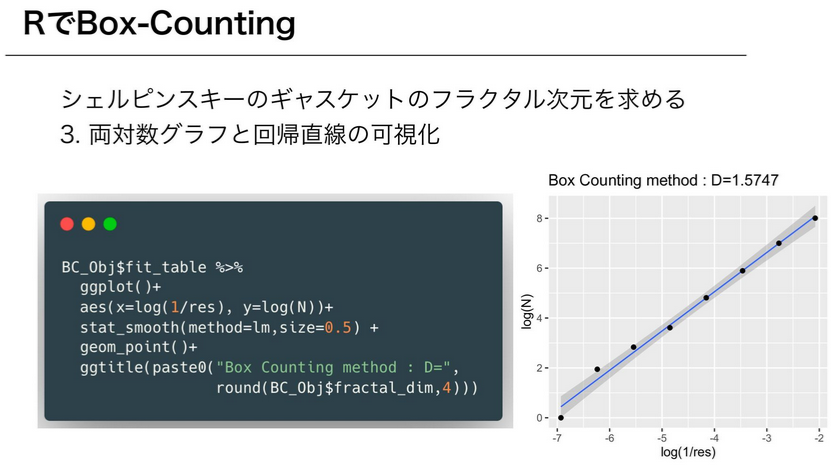 RでBox-Counting
シェルピンスキーのギャスケットのフラクタル次元を求める
3. 両対数グラフと回帰直線の可視化
BC_Obj$fit_table %>%
  ggplot()+
  aes(x=log(1/res), y=log(N))+
  stat_smooth(method=lm,size=0.5) +
  geom_point()+
  ggtitle(paste0("Box Counting method : D=",
                 round(BC_Obj$fractal_dim,4)))
Box Counting method : D=1.5747
log(N)
8
6
4
2
0
-7 -6 -5 -4 -3 -2
log(1/res)